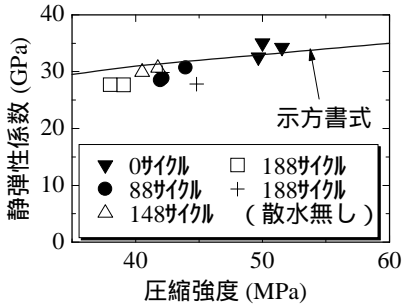 40
30
20
10
0
静弾性係数 (GPa)
示方書式
▼ 0サイクル □ 188サイクル
● 88サイクル + 188サイクル
△ 148サイクル （散水無し）
40 50 60
圧縮強度 (MPa)